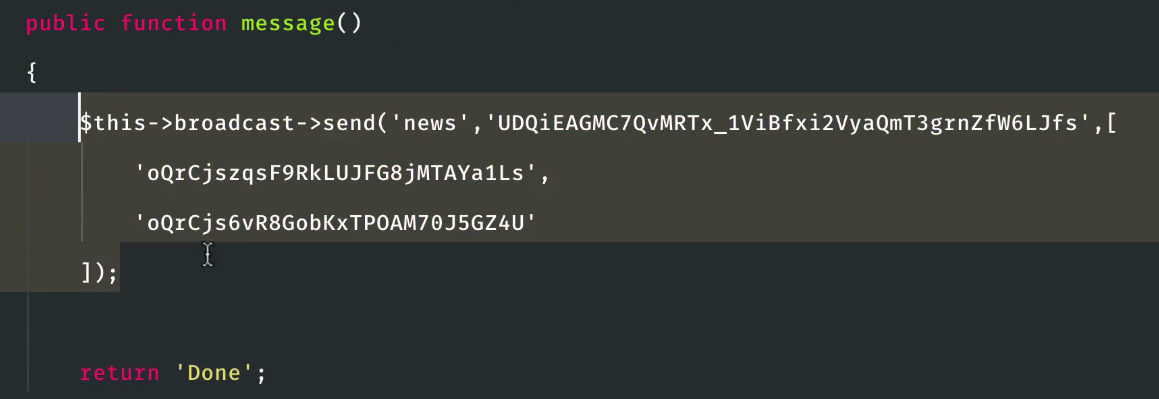 public function message()
{
$this->broadcast->send('news','UDQiEAGMC7QvMRTx_1ViBfxi2VyaQmT3grnZfW6LJfs',[
'oQrCjszqsF9RkLUJFG8jMTAYa1Ls',
'oQrCjs6vR8GobKxTPOAM70J5GZ4U'
]);
return 'Done';